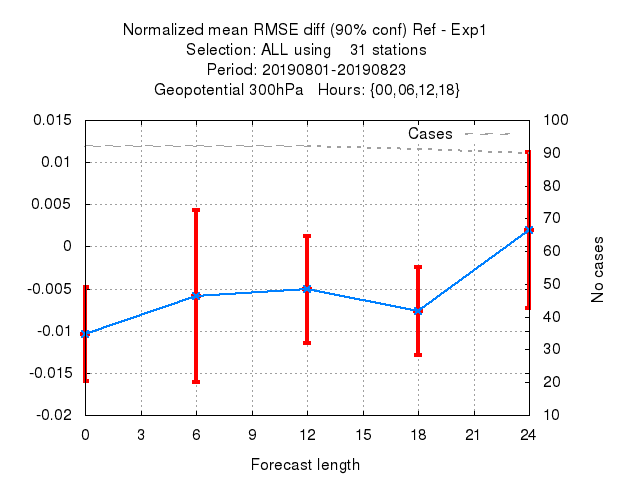 Normalized mean RMSE diff (90% conf) Ref - Exp1
Selection: ALL using    31 stations
Period: 20190801-20190823
Geopotential 300hPa   Hours: {00,06,12,18}
Cases
0.015
0.01
0.005
0
-0.005
-0.01
-0.015
-0.02
100
90
80
70
60
50
40
30
20
10
No cases
0 3 6 9 12 15 18 21 24
Forecast length